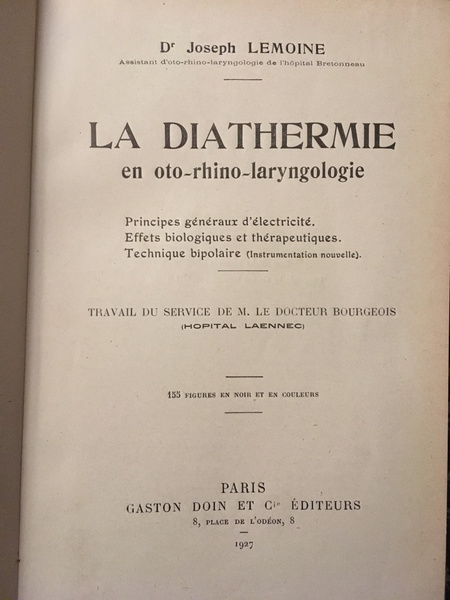 Dr Joseph LEMOINE
Assistant d'oto-rhino-laryngologie de l'hôpital Bretonneau
LA DIATHERMIE
en oto-rhino-laryngologie
Principes généraux d'électricité.
Effets biologiques et thérapeutiques.
Technique bipolaire (Instrumentation nouvelle).
TRAVAIL DU SERVICE DE M. LE DOCTEUR BOURGEOIS
(HOPITAL LAENNEC)
155 FIGURES EN NOIR ET EN COULEURS
PARIS
GASTON DOIN ET Cie ÉDITEURS
8, PLACE DE L'ODÉON, 8
1927